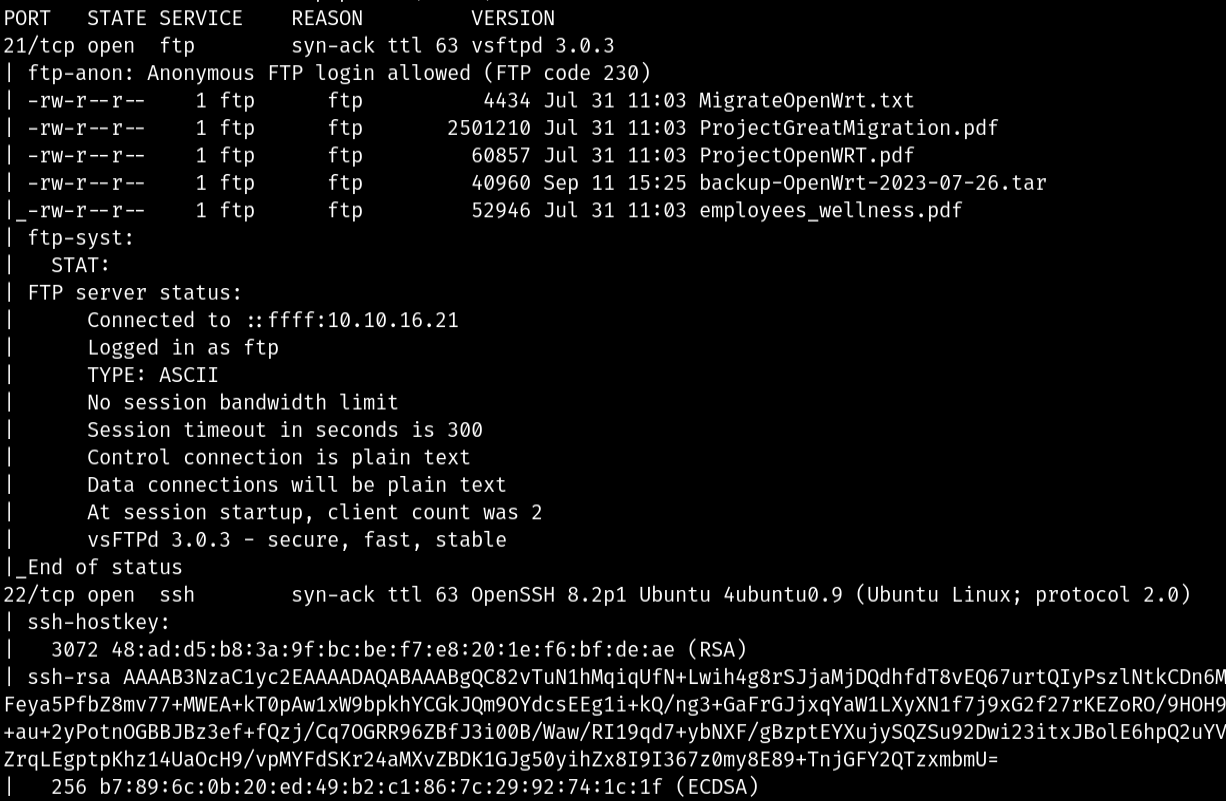 PORT   STATE SERVICE    REASON         VERSION
21/tcp open  ftp        syn-ack ttl 63 vsftpd 3.0.3
| ftp-anon: Anonymous FTP login allowed (FTP code 230)
| -rw-r--r--    1 ftp      ftp          4434 Jul 31 11:03 MigrateOpenWrt.txt
| -rw-r--r--    1 ftp      ftp       2501210 Jul 31 11:03 ProjectGreatMigration.pdf
| -rw-r--r--    1 ftp      ftp         60857 Jul 31 11:03 ProjectOpenWRT.pdf
| -rw-r--r--    1 ftp      ftp         40960 Sep 11 15:25 backup-OpenWrt-2023-07-26.tar
|_-rw-r--r--    1 ftp      ftp         52946 Jul 31 11:03 employees_wellness.pdf
| ftp-syst:
|   STAT:
| FTP server status:
|      Connected to ::ffff:10.10.16.21
|      Logged in as ftp
|      TYPE: ASCII
|      No session bandwidth limit
|      Session timeout in seconds is 300
|      Control connection is plain text
|      Data connections will be plain text
|      At session startup, client count was 2
|      vsFTPd 3.0.3 - secure, fast, stable
|_End of status
22/tcp open  ssh        syn-ack ttl 63 OpenSSH 8.2p1 Ubuntu 4ubuntu0.9 (Ubuntu Linux; protocol 2.0)
| ssh-hostkey:
|   3072 48:ad:d5:b8:3a:9f:bc:be:f7:e8:20:1e:f6:bf:de:ae (RSA)
| ssh-rsa AAAAB3NzaC1yc2EAAAADAQABAAABgQC82vTuN1hMqiqUfN+Lwih4g8rSJjaMjDQdhfdT8vEQ67urtQIyPszlNtkCDn6M
Feya5PfbZ8mv77+MWEA+kT0pAw1xW9bpkhYCGkJQm9OYdcsEEg1i+kQ/ng3+GaFrGJjxqYaW1LXyXN1f7j9xG2f27rKEZoRO/9HOH9
+au+2yPotnOGBBJBz3ef+fQzj/Cq7OGRR96ZBfJ3i00B/Waw/RI19qd7+ybNXF/gBzptEYXujySQZSu92Dwi23itxJBolE6hpQ2uYV
ZrqLEgptpKhz14UaOcH9/vpMYFdSKr24aMXvZBDK1GJg50yihZx8I9I367z0my8E89+TnjGFY2QTzxmbmU=
|   256 b7:89:6c:0b:20:ed:49:b2:c1:86:7c:29:92:74:1c:1f (ECDSA)